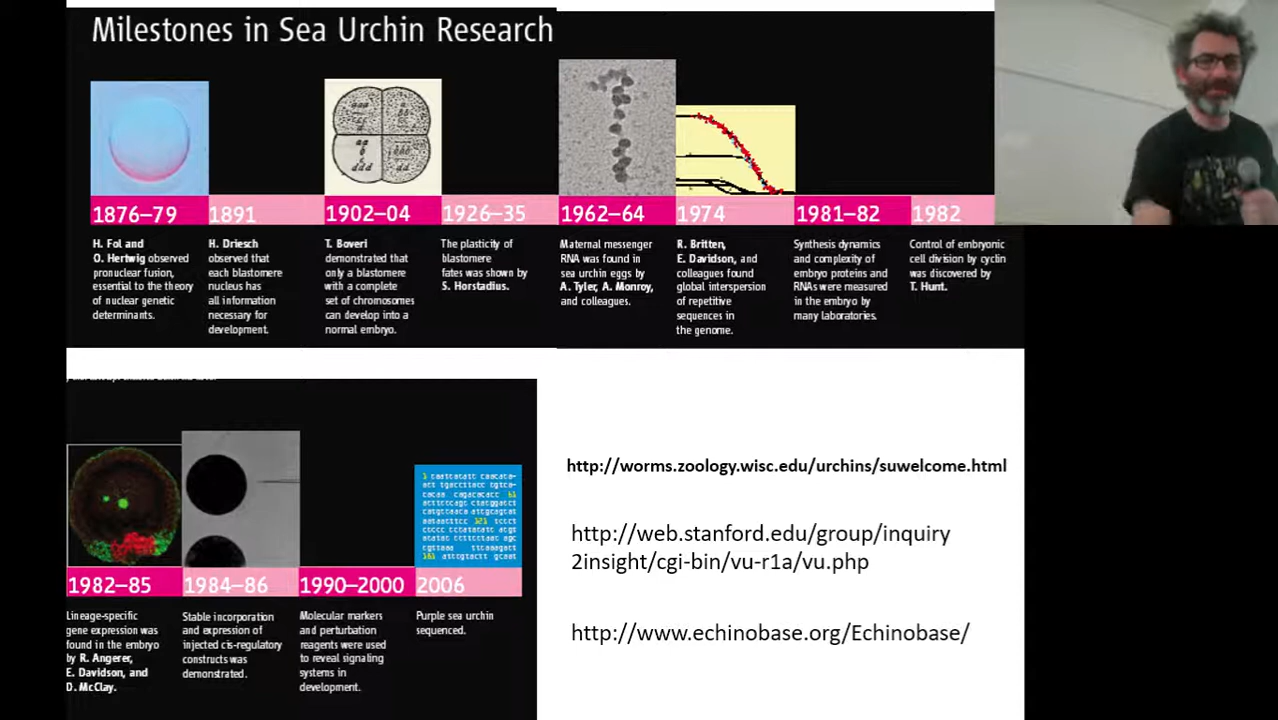 Milestones in Sea Urchin Research
1876–79
H. Fol and
O. Hertwig observed
pronuclear fusion,
essential to the theory
of nuclear genetic
determinants.
1891
H. Driesch
observed that
each blastomere
nucleus has
all information
necessary for
development.
1902–04
T. Boveri
demonstrated that
only a blastomere
with a complete
set of chromosomes
can develop into a
normal embryo.
1926–35
The plasticity of
blastomere
fates was shown by
S. Horstadius.
1962–64
Maternal messenger
RNA was found in
sea urchin eggs by
A. Tyler, A. Monroy,
and colleagues.
1974
R. Britten,
E. Davidson, and
colleagues found
global interspersion
of repetitive
sequences in
the genome.
1981–82
Synthesis dynamics
and complexity of
embryo proteins and
RNAs were measured
in the embryo by
many laboratories.
1982
Control of embryonic
cell division by cyclin
was discovered by
T. Hunt.
1982–85
Lineage-specific
gene expression was
found in the embryo
by R. Angerer,
E. Davidson, and
D. McClay.
1984–86
Stable incorporation
and expression of
injected cis-regulatory
constructs was
demonstrated.
1990–2000
Molecular markers
and perturbation
reagents were used
to reveal signaling
systems in
development.
2006
Purple sea urchin
sequenced.
http://worms.zoology.wisc.edu/urchins/suwelcome.html
http://web.stanford.edu/group/inquiry
2insight/cgi-bin/vu-r1a/vu.php
http://www.echinobase.org/Echinobase/